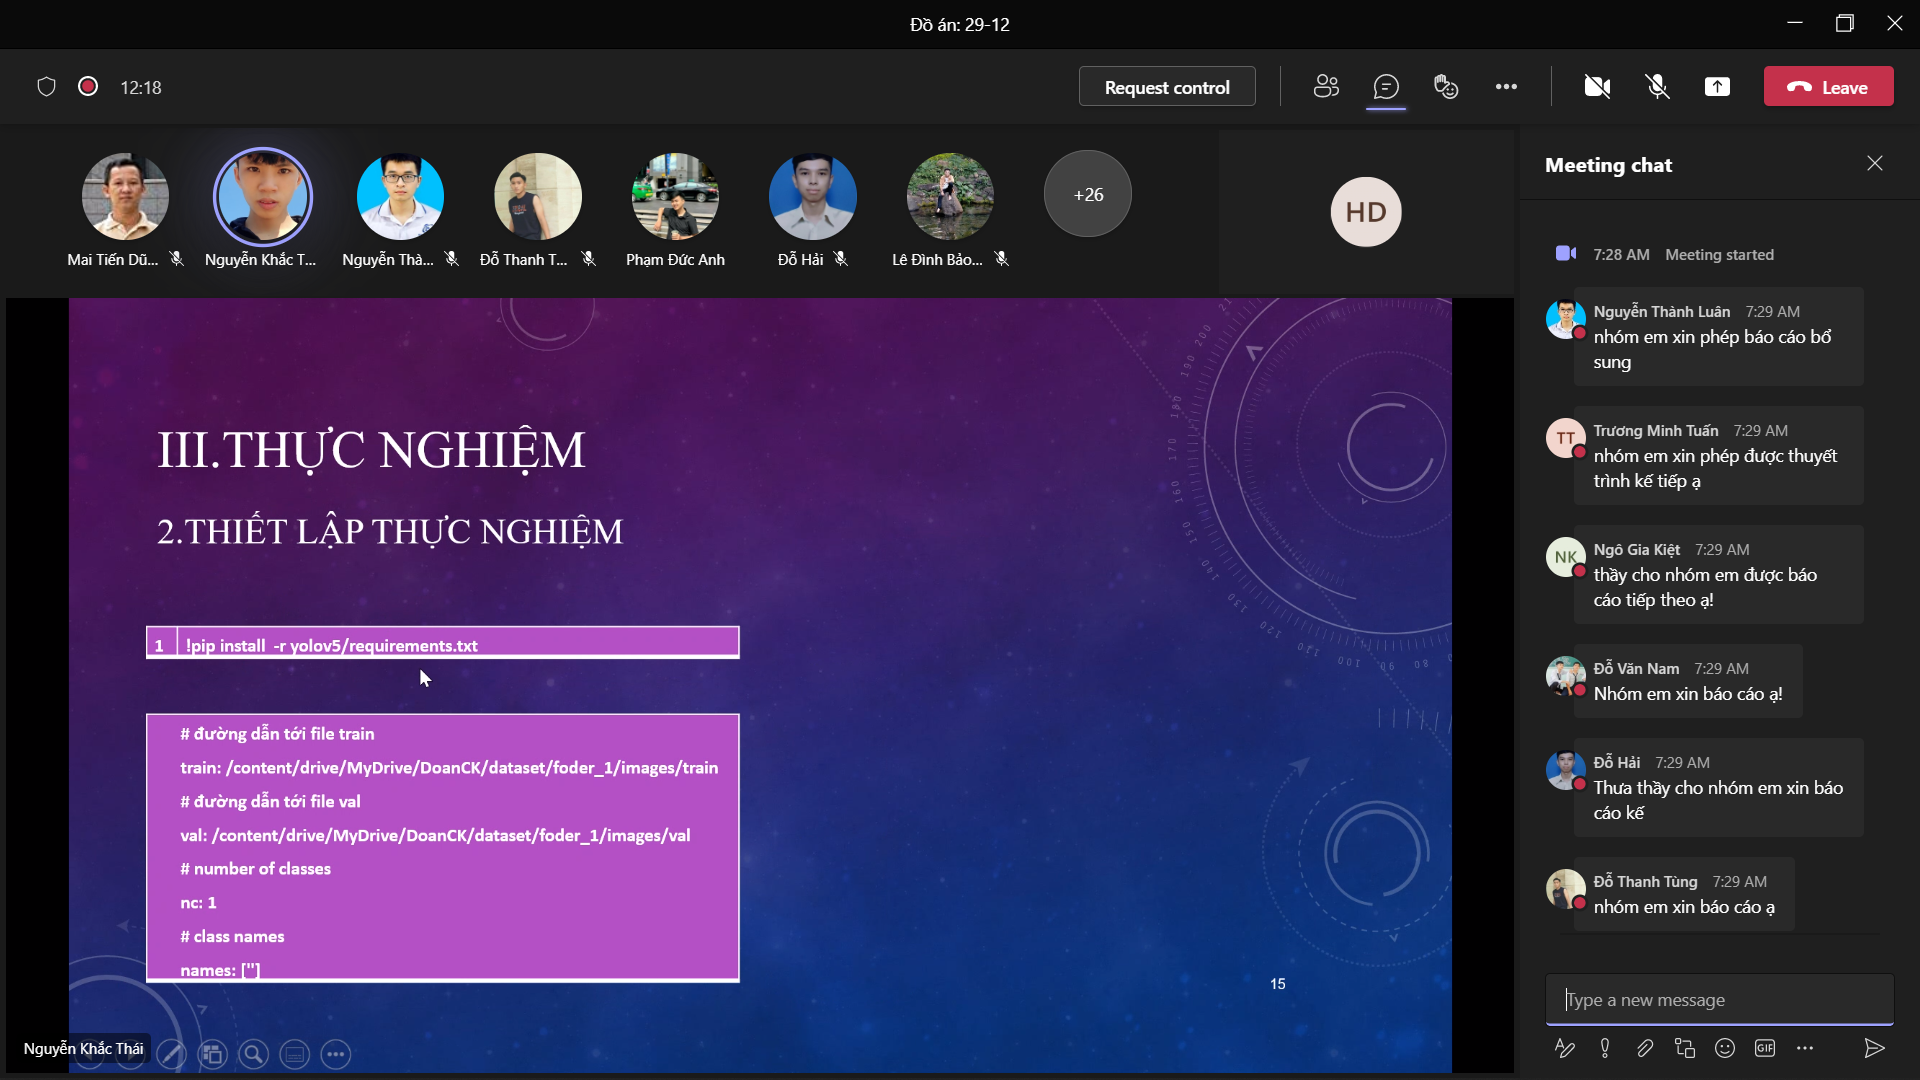 Đồ án: 29-12
12:18
Request control
Leave
Mai Tiến Dũ...
Nguyễn Khắc T...
Nguyễn Thà...
Đỗ Thanh T...
Phạm Đức Anh
Đỗ Hải
Lê Đình Bảo...
+26
HD
III.THỰC NGHIỆM
2.THIẾT LẬP THỰC NGHIỆM
1 !pip install -r yolov5/requirements.txt
# đường dẫn tới file train
train: /content/drive/MyDrive/DoanCK/dataset/foder_1/images/train
# đường dẫn tới file val
val: /content/drive/MyDrive/DoanCK/dataset/foder_1/images/val
# number of classes
nc: 1
# class names
names: ['']
15
Nguyễn Khắc Thái
Meeting chat
7:28 AM Meeting started
Nguyễn Thành Luân 7:29 AM
nhóm em xin phép báo cáo bổ
sung
TT
Trương Minh Tuấn 7:29 AM
nhóm em xin phép được thuyết
trình kế tiếp ạ
NK
Ngô Gia Kiệt 7:29 AM
thầy cho nhóm em được báo
cáo tiếp theo ạ!
Đỗ Văn Nam 7:29 AM
Nhóm em xin báo cáo ạ!
Đỗ Hải 7:29 AM
Thưa thầy cho nhóm em xin báo
cáo kế
Đỗ Thanh Tùng 7:29 AM
nhóm em xin báo cáo ạ
Type a new message
GIF